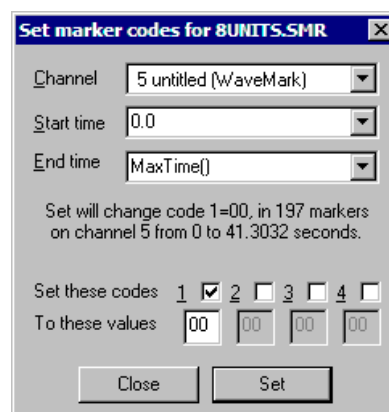 Set marker codes for 8UNITS.SMR
Channel 5 untitled (WaveMark)
Start time 0.0
End time MaxTime()
Set will change code 1=00, in 197 markers
on channel 5 from 0 to 41.3032 seconds.
Set these codes 1 2 3 4
To these values 00 00 00 00
Close Set